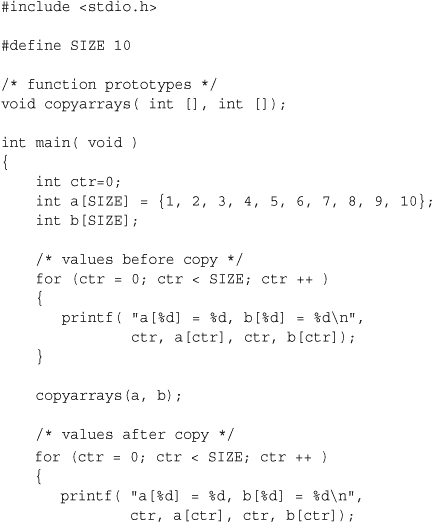 #include <stdio.h>

#define SIZE 10

/* function prototypes */
void copyarrays( int [], int []);

int main( void )
{
    int ctr=0;
    int a[SIZE] = {1, 2, 3, 4, 5, 6, 7, 8, 9, 10};
    int b[SIZE];

    /* values before copy */
    for (ctr = 0; ctr < SIZE; ctr ++ )
    {
       printf( "a[%d] = %d, b[%d] = %d\n",
               ctr, a[ctr], ctr, b[ctr]);
    }

    copyarrays(a, b);

    /* values after copy */
    for (ctr = 0; ctr < SIZE; ctr ++ )
    {
       printf( "a[%d] = %d, b[%d] = %d\n",
               ctr, a[ctr], ctr, b[ctr]);